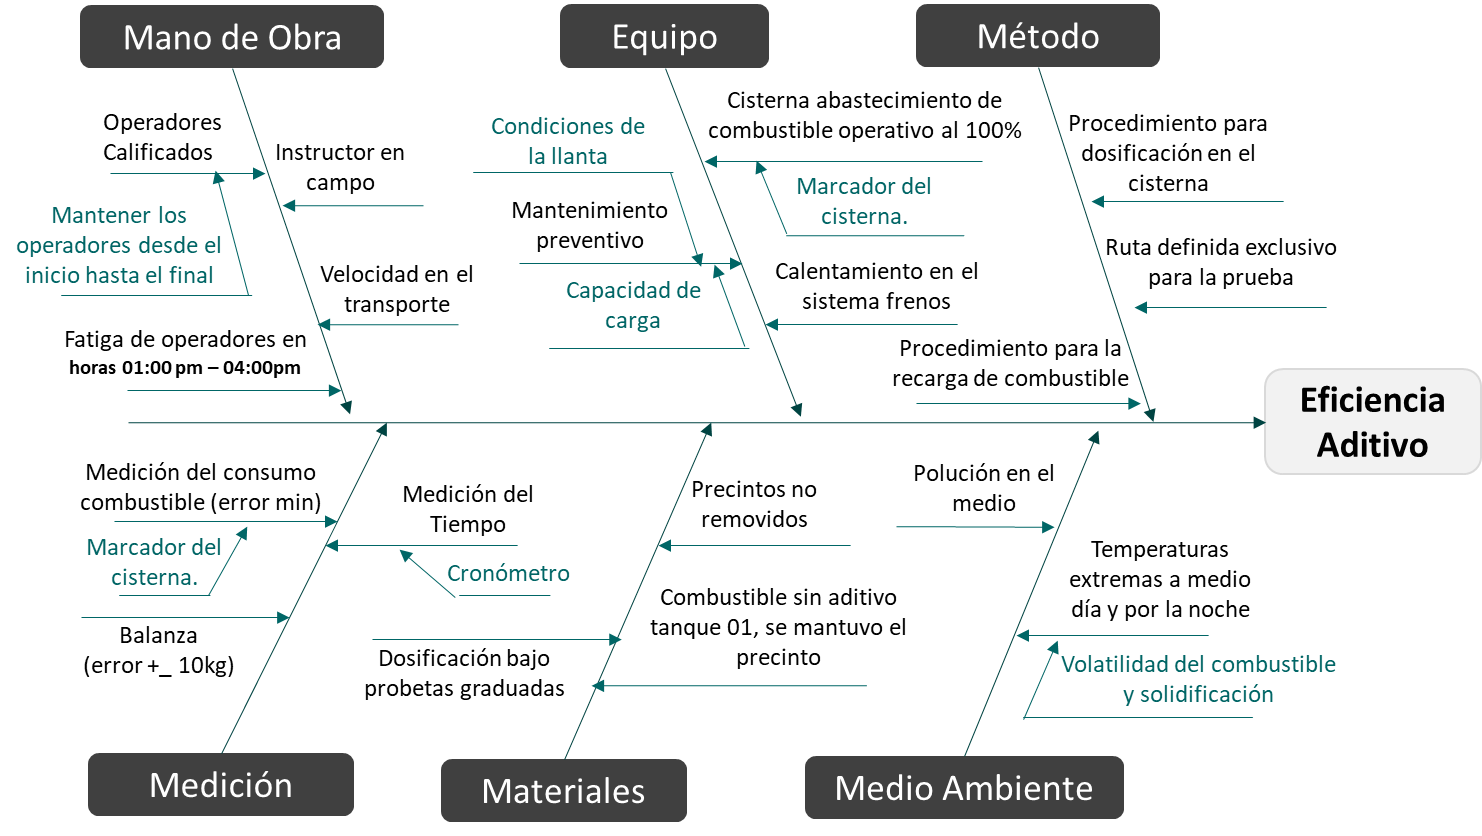 Mano de Obra
Equipo
Método
Operadores
Calificados
Instructor en
campo
Mantener los
operadores desde el
inicio hasta el final
Velocidad en el
transporte
Fatiga de operadores en
horas 01:00 pm – 04:00pm
Condiciones de
la llanta
Cisterna abastecimiento de
combustible operativo al 100%
Marcador del
cisterna.
Mantenimiento
preventivo
Capacidad de
carga
Calentamiento en el
sistema frenos
Procedimiento para
dosificación en el
cisterna
Ruta definida exclusivo
para la prueba
Procedimiento para la
recarga de combustible
Eficiencia
Aditivo
Medición del consumo
combustible (error min)
Marcador del
cisterna.
Medición del
Tiempo
Cronómetro
Balanza
(error +_ 10kg)
Precintos no
removidos
Combustible sin aditivo
tanque 01, se mantuvo el
precinto
Dosificación bajo
probetas graduadas
Polución en el
medio
Temperaturas
extremas a medio
día y por la noche
Volatilidad del combustible
y solidificación
Medición
Materiales
Medio Ambiente